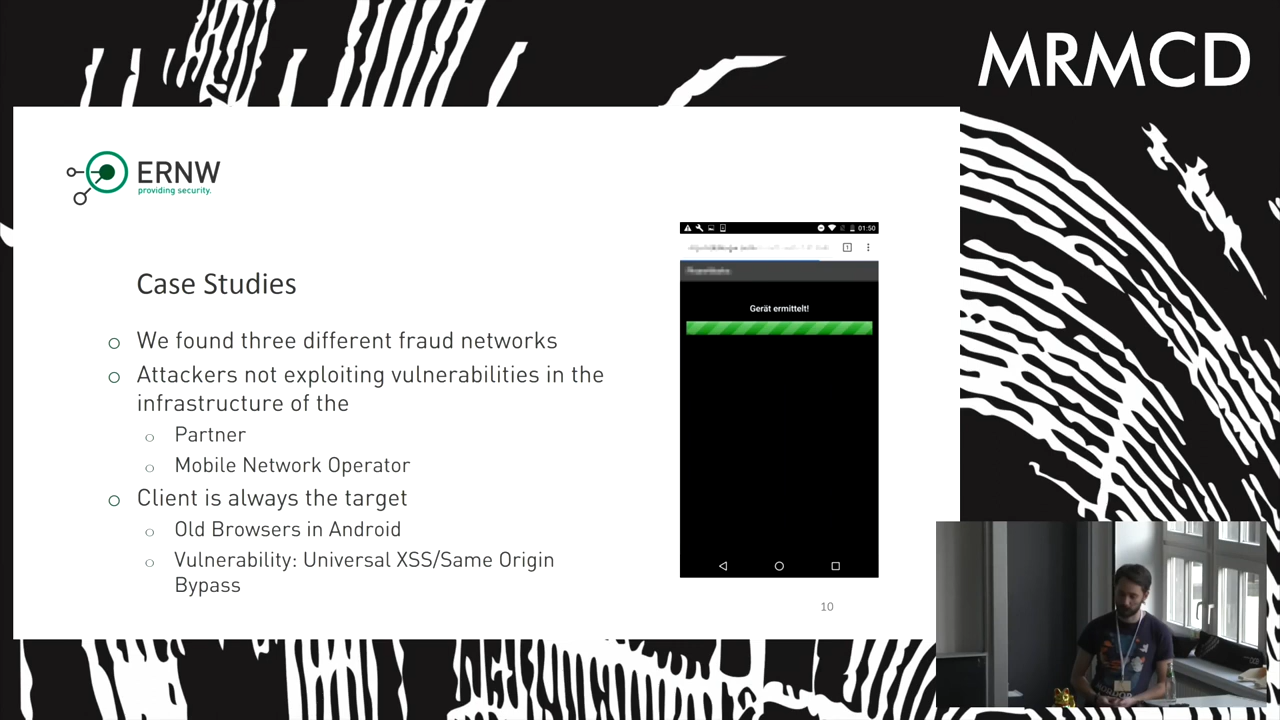 MRMCD
ERNW
providing security.
Case Studies
We found three different fraud networks
Attackers not exploiting vulnerabilities in the
infrastructure of the
Partner
Mobile Network Operator
Client is always the target
Old Browsers in Android
Vulnerability: Universal XSS/Same Origin
Bypass
01:50
1
Gerät ermittelt!
10